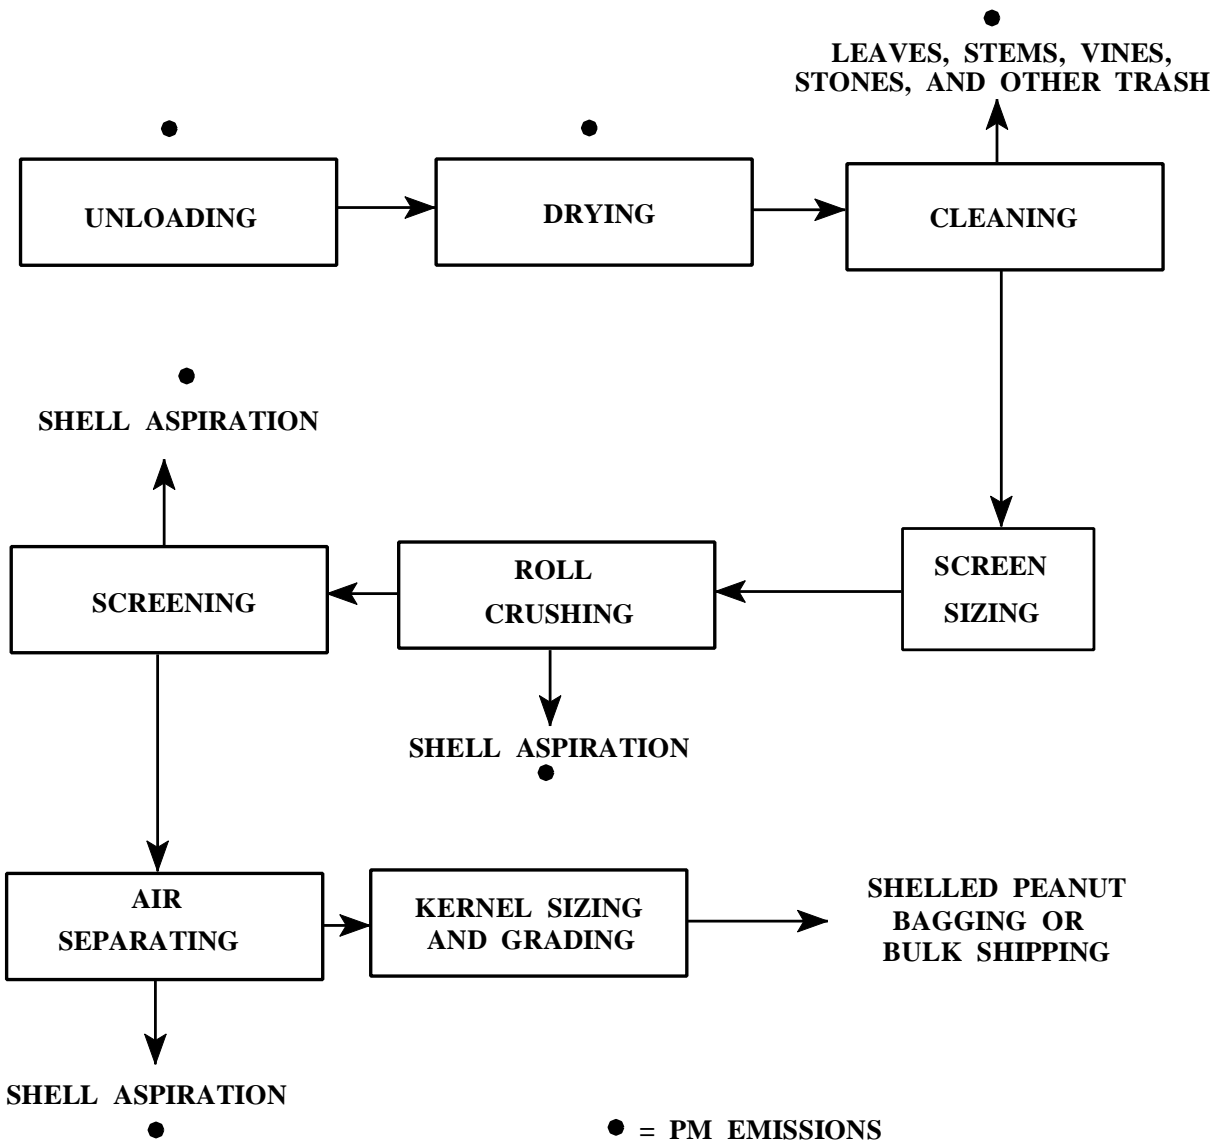 LEAVES, STEMS, VINES,
STONES, AND OTHER TRASH
UNLOADING
DRYING
CLEANING
SHELL ASPIRATION
SCREENING
ROLL
CRUSHING
SCREEN
SIZING
SHELL ASPIRATION
AIR
SEPARATING
KERNEL SIZING
AND GRADING
SHELLED PEANUT
BAGGING OR
BULK SHIPPING
SHELL ASPIRATION
● = PM EMISSIONS